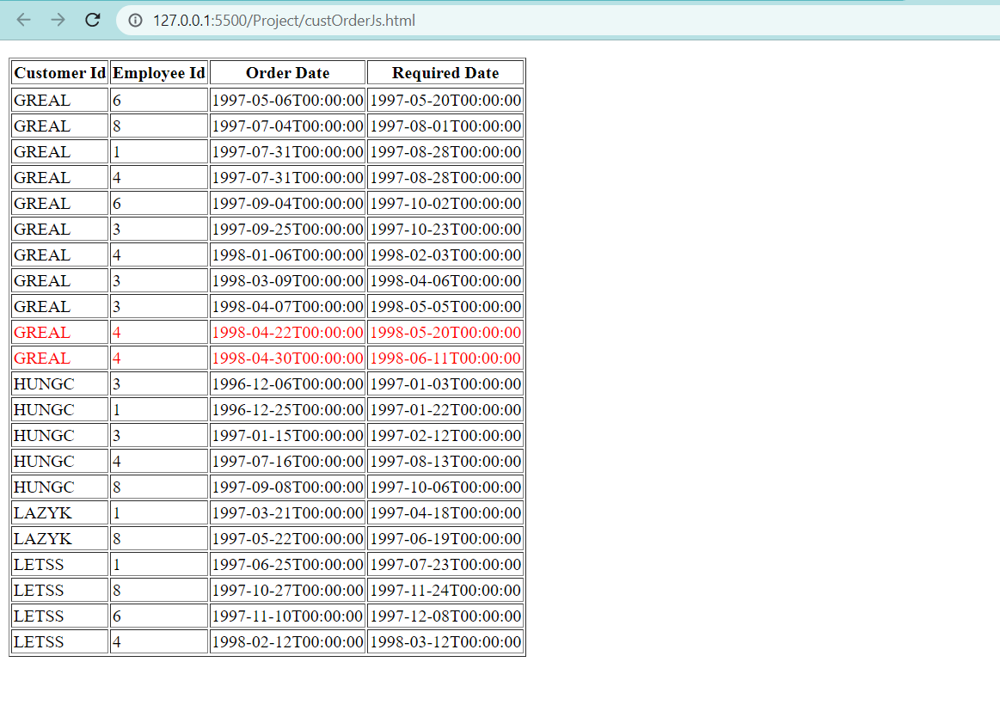 127.0.0.1:5500/Project/custOrderJs.html
Customer Id Employee Id Order Date Required Date
GREAL 6 1997-05-06T00:00:00 1997-05-20T00:00:00
GREAL 8 1997-07-04T00:00:00 1997-08-01T00:00:00
GREAL 1 1997-07-31T00:00:00 1997-08-28T00:00:00
GREAL 4 1997-07-31T00:00:00 1997-08-28T00:00:00
GREAL 6 1997-09-04T00:00:00 1997-10-02T00:00:00
GREAL 3 1997-09-25T00:00:00 1997-10-23T00:00:00
GREAL 4 1998-01-06T00:00:00 1998-02-03T00:00:00
GREAL 3 1998-03-09T00:00:00 1998-04-06T00:00:00
GREAL 3 1998-04-07T00:00:00 1998-05-05T00:00:00
GREAL 4 1998-04-22T00:00:00 1998-05-20T00:00:00
GREAL 4 1998-04-30T00:00:00 1998-06-11T00:00:00
HUNGC 3 1996-12-06T00:00:00 1997-01-03T00:00:00
HUNGC 1 1996-12-25T00:00:00 1997-01-22T00:00:00
HUNGC 3 1997-01-15T00:00:00 1997-02-12T00:00:00
HUNGC 4 1997-07-16T00:00:00 1997-08-13T00:00:00
HUNGC 8 1997-09-08T00:00:00 1997-10-06T00:00:00
LAZYK 1 1997-03-21T00:00:00 1997-04-18T00:00:00
LAZYK 8 1997-05-22T00:00:00 1997-06-19T00:00:00
LETSS 1 1997-06-25T00:00:00 1997-07-23T00:00:00
LETSS 8 1997-10-27T00:00:00 1997-11-24T00:00:00
LETSS 6 1997-11-10T00:00:00 1997-12-08T00:00:00
LETSS 4 1998-02-12T00:00:00 1998-03-12T00:00:00